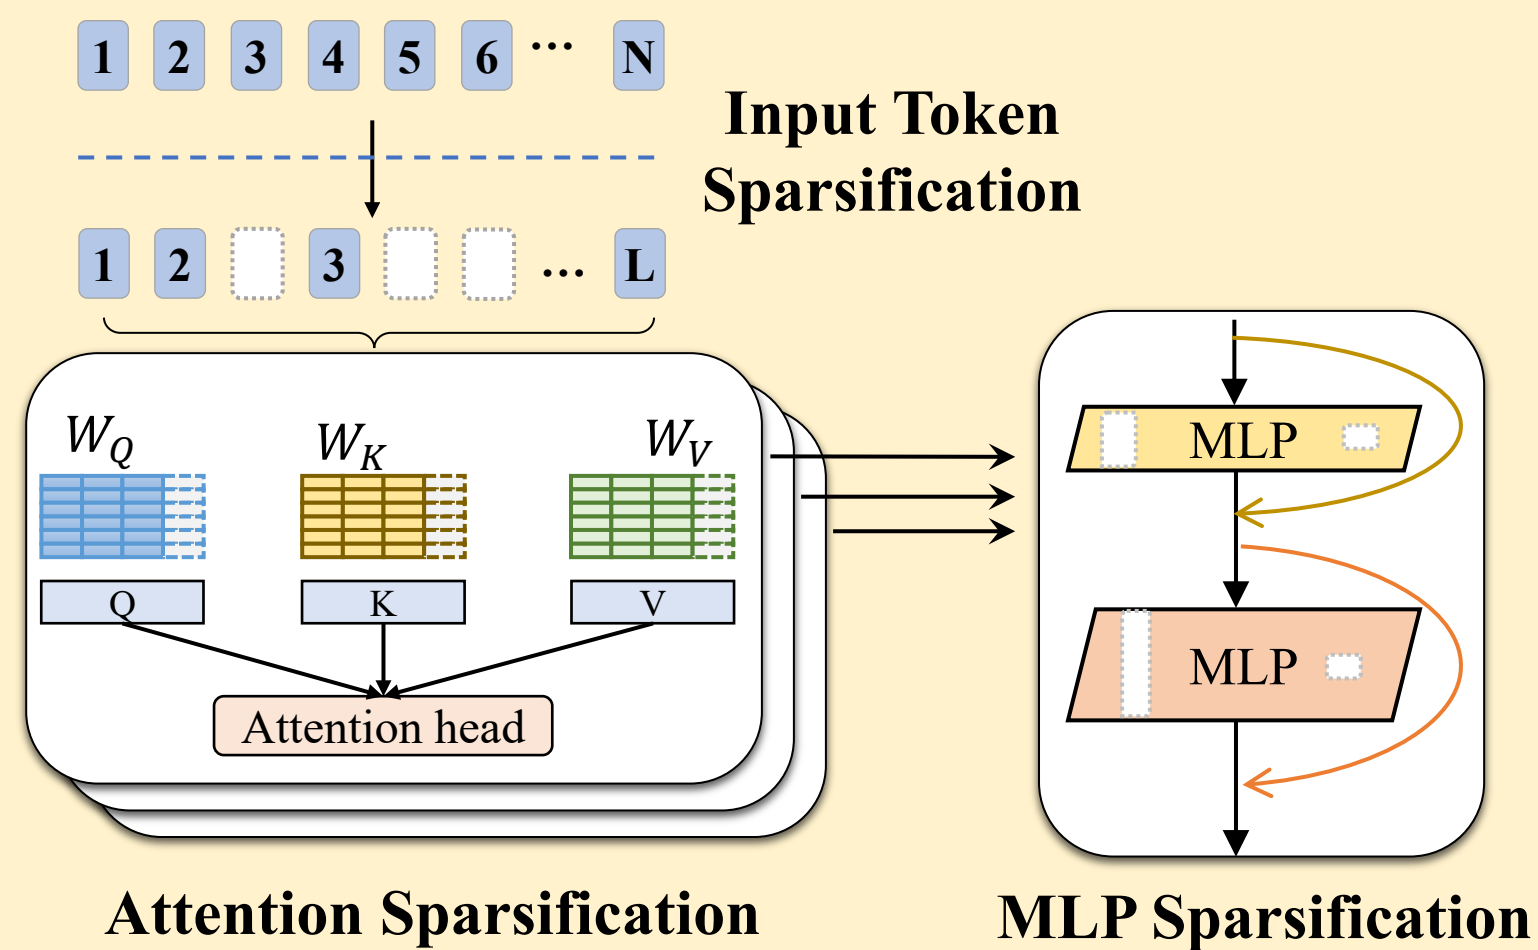 1 2 3 4 5 6 ... N
Input Token
Sparsification
1 2 3 ... L
W_Q W_K W_V
Q K V
Attention head
MLP
MLP
Attention Sparsification
MLP Sparsification